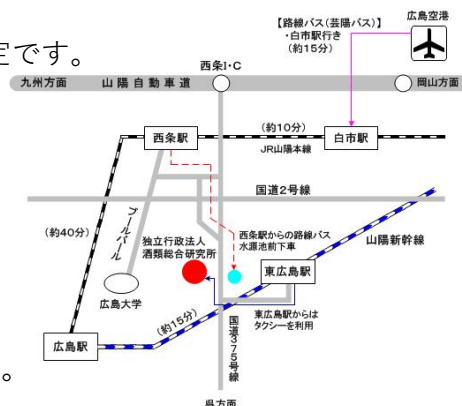 定です。
【路線バス（芸陽バス）】
・白市駅行き
（約15分）
広島空港
西条I・C
九州方面
山陽自動車道
岡山方面
西条駅
（約10分）
白市駅
JR山陽本線
国道2号線
ブールバール
（約40分）
独立行政法人
酒類総合研究所
西条駅からの路線バス
水源池前下車
山陽新幹線
東広島駅
広島大学
東広島駅からは
タクシーを利用
（約15分）
広島駅
国道375号線
。
呉方面